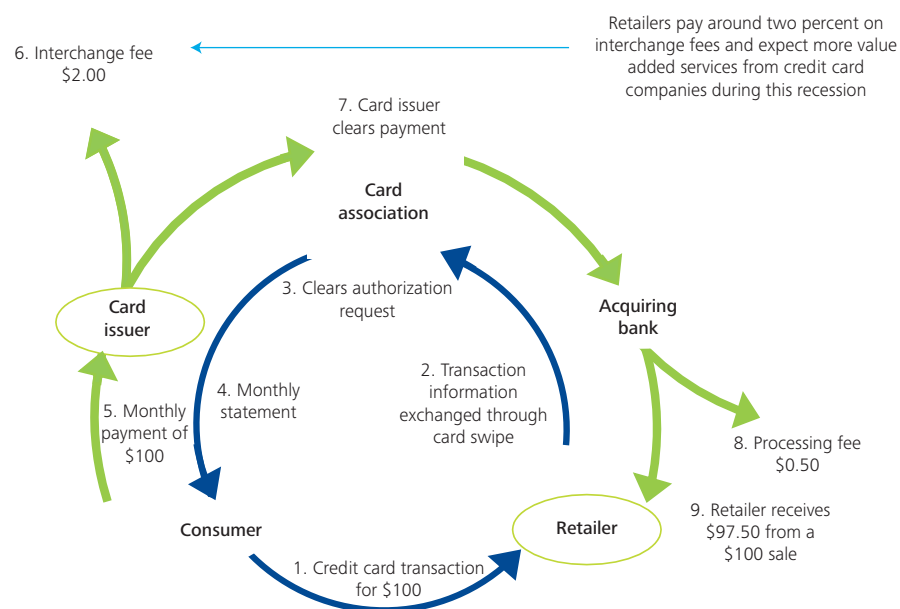 Retailers pay around two percent on
interchange fees and expect more value
added services from credit card
companies during this recession
6. Interchange fee
$2.00
7. Card issuer
clears payment
Card
association
3. Clears authorization
request
Card
issuer
Acquiring
bank
2. Transaction
information
exchanged through
card swipe
4. Monthly
statement
5. Monthly
payment of
$100
8. Processing fee
$0.50
9. Retailer receives
$97.50 from a
$100 sale
Consumer
Retailer
1. Credit card transaction
for $100